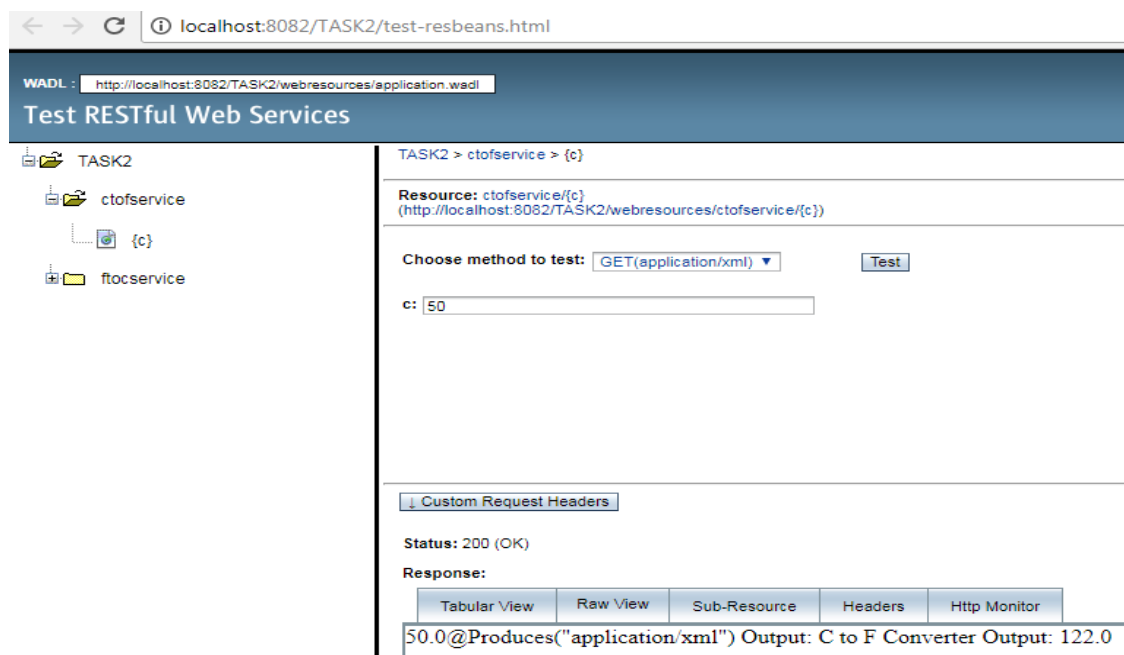 localhost:8082/TASK2/test-resbeans.html
WADL : http://localhost:8082/TASK2/webresources/application.wadl
Test RESTful Web Services
TASK2
ctofservice
{c}
ftocservice
TASK2 > ctofservice > {c}
Resource: ctofservice/{c}
(http://localhost:8082/TASK2/webresources/ctofservice/{c})
Choose method to test: GET(application/xml) ▼ Test
c: 50
↓ Custom Request Headers
Status: 200 (OK)
Response:
Tabular View Raw View Sub-Resource Headers Http Monitor
50.0@Produces("application/xml") Output: C to F Converter Output: 122.0